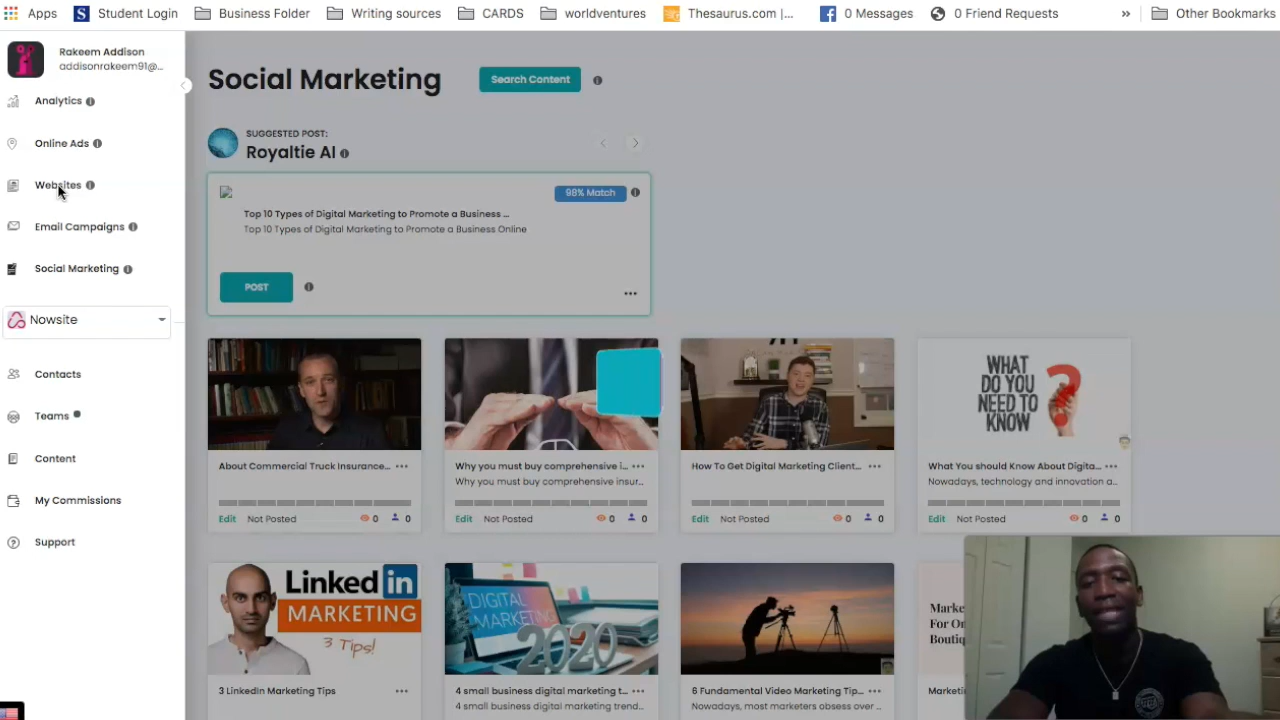 Apps
Student Login
Business Folder
Writing sources
CARDS
worldventures
Thesaurus.com |...
0 Messages
0 Friend Requests
»
Other Bookmarks
Rakeem Addison
addisonrakeem91@...
Analytics
Online Ads
Websites
Email Campaigns
Social Marketing
Nowsite
Contacts
Teams
Content
My Commissions
Support
Social Marketing
Search Content
SUGGESTED POST:
Royaltie AI
98% Match
Top 10 Types of Digital Marketing to Promote a Business ...
Top 10 Types of Digital Marketing to Promote a Business Online
POST
WHAT
DO YOU
NEED TO
KNOW
?
About Commercial Truck Insurance...
Edit Not Posted 0 0
Why you must buy comprehensive i...
Why you must buy comprehensive insur...
Edit Not Posted 0 0
How To Get Digital Marketing Client...
Edit Not Posted 0 0
What You should Know About Digita...
Nowadays, technology and innovation a...
Edit Not Posted 0 0
Linked in
MARKETING
3 Tips!
3 LinkedIn Marketing Tips
DIGITAL
MARKETING
2020
4 small business digital marketing t...
4 small business digital marketing trend...
6 Fundamental Video Marketing Tip...
Nowadays, most marketers obsess over ...
Marke
For On
Boutiq
Marketin